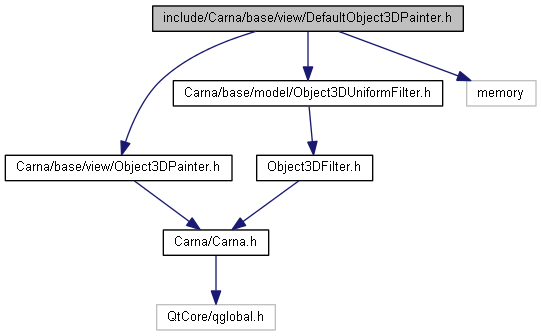 include/Carna/base/view/DefaultObject3DPainter.h
Carna/base/model/Object3DUniformFilter.h
memory
Carna/base/view/Object3DPainter.h
Object3DFilter.h
Carna/Carna.h
QtCore/qglobal.h